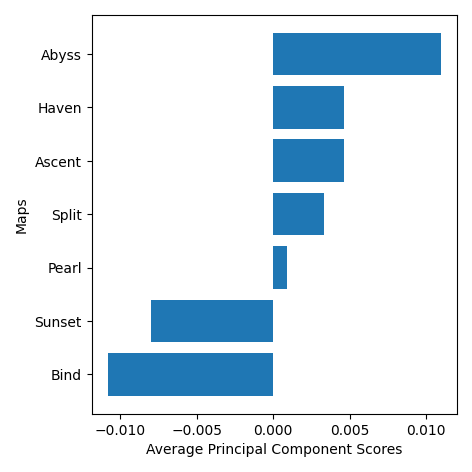 Abyss
Haven
Ascent
Split
Pearl
Sunset
Bind
Maps
−0.010 −0.005 0.000 0.005 0.010
Average Principal Component Scores